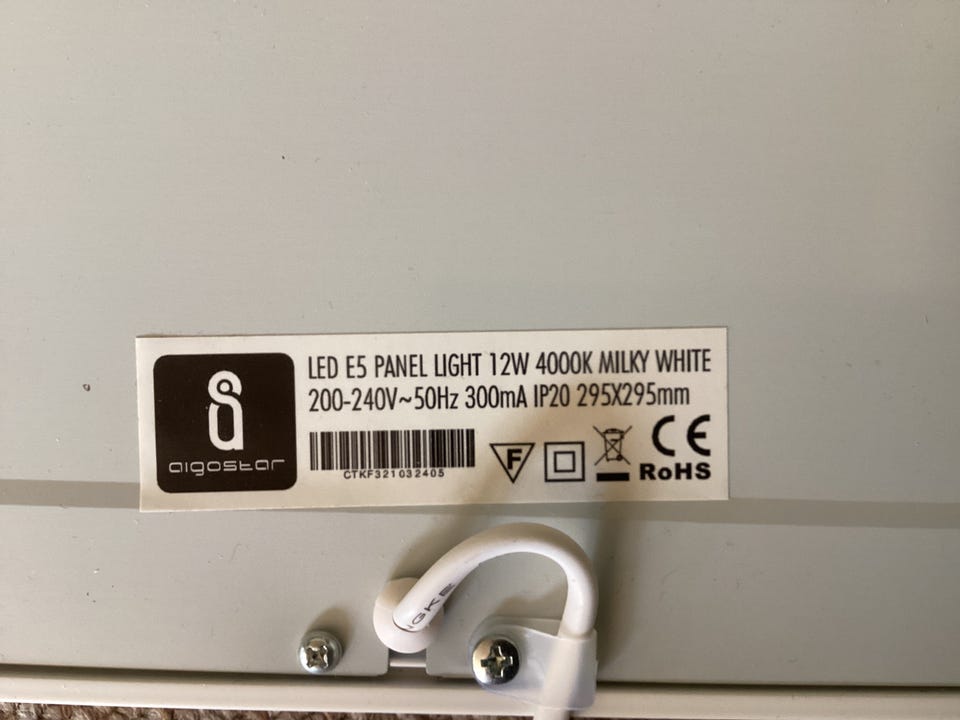 LED E5 PANEL LIGHT 12W 4000K MILKY WHITE
200-240V~50Hz 300mA IP20 295X295mm
aigostar
CTKF321032405
F
CE
RoHS